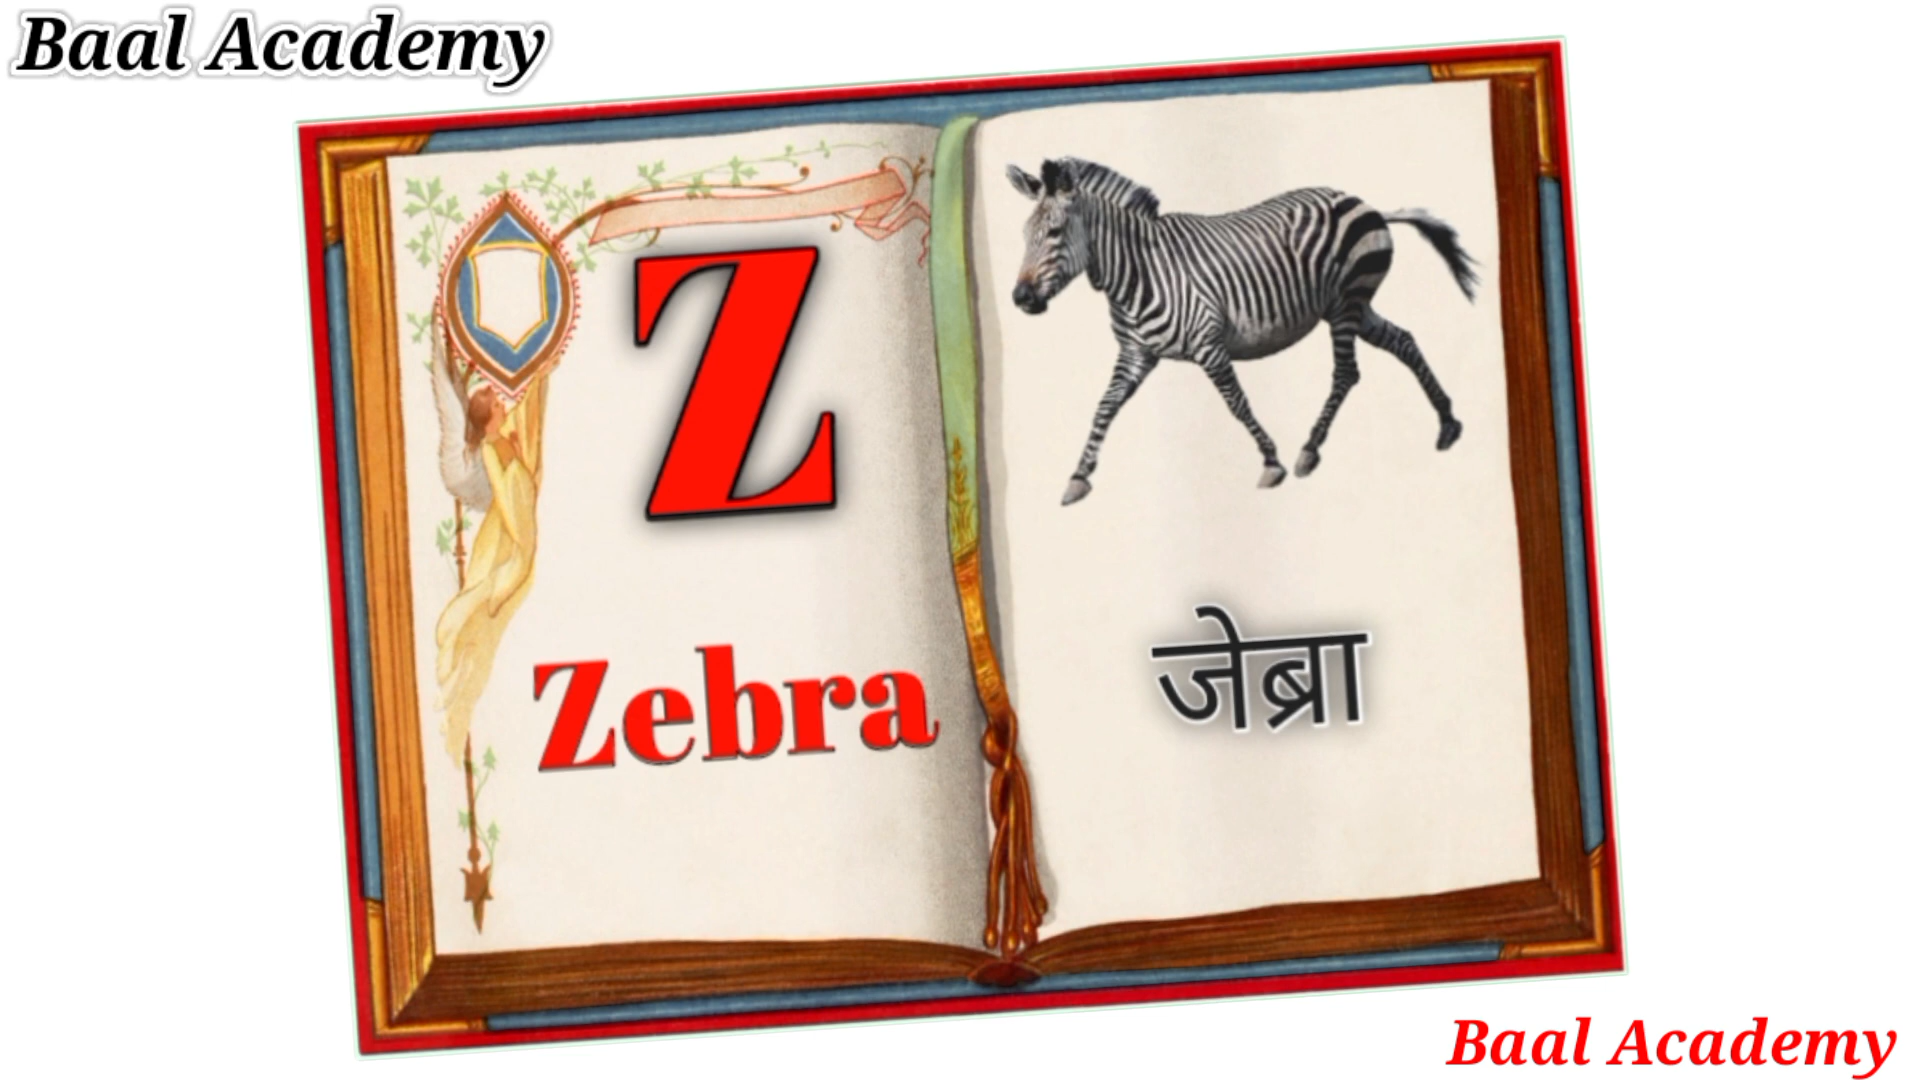 Baal Academy
Z
Zebra
जेब्रा
Baal Academy